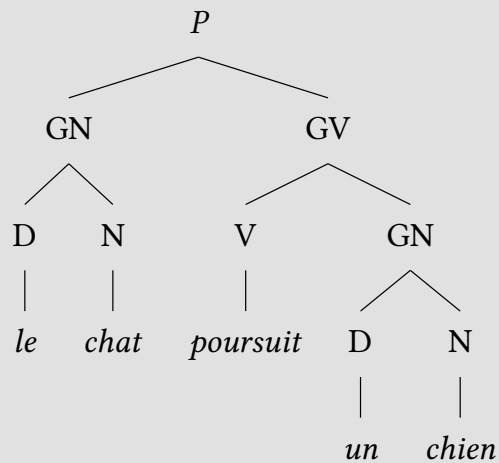 P
GN GV
D N V GN
le chat poursuit D N
un chien